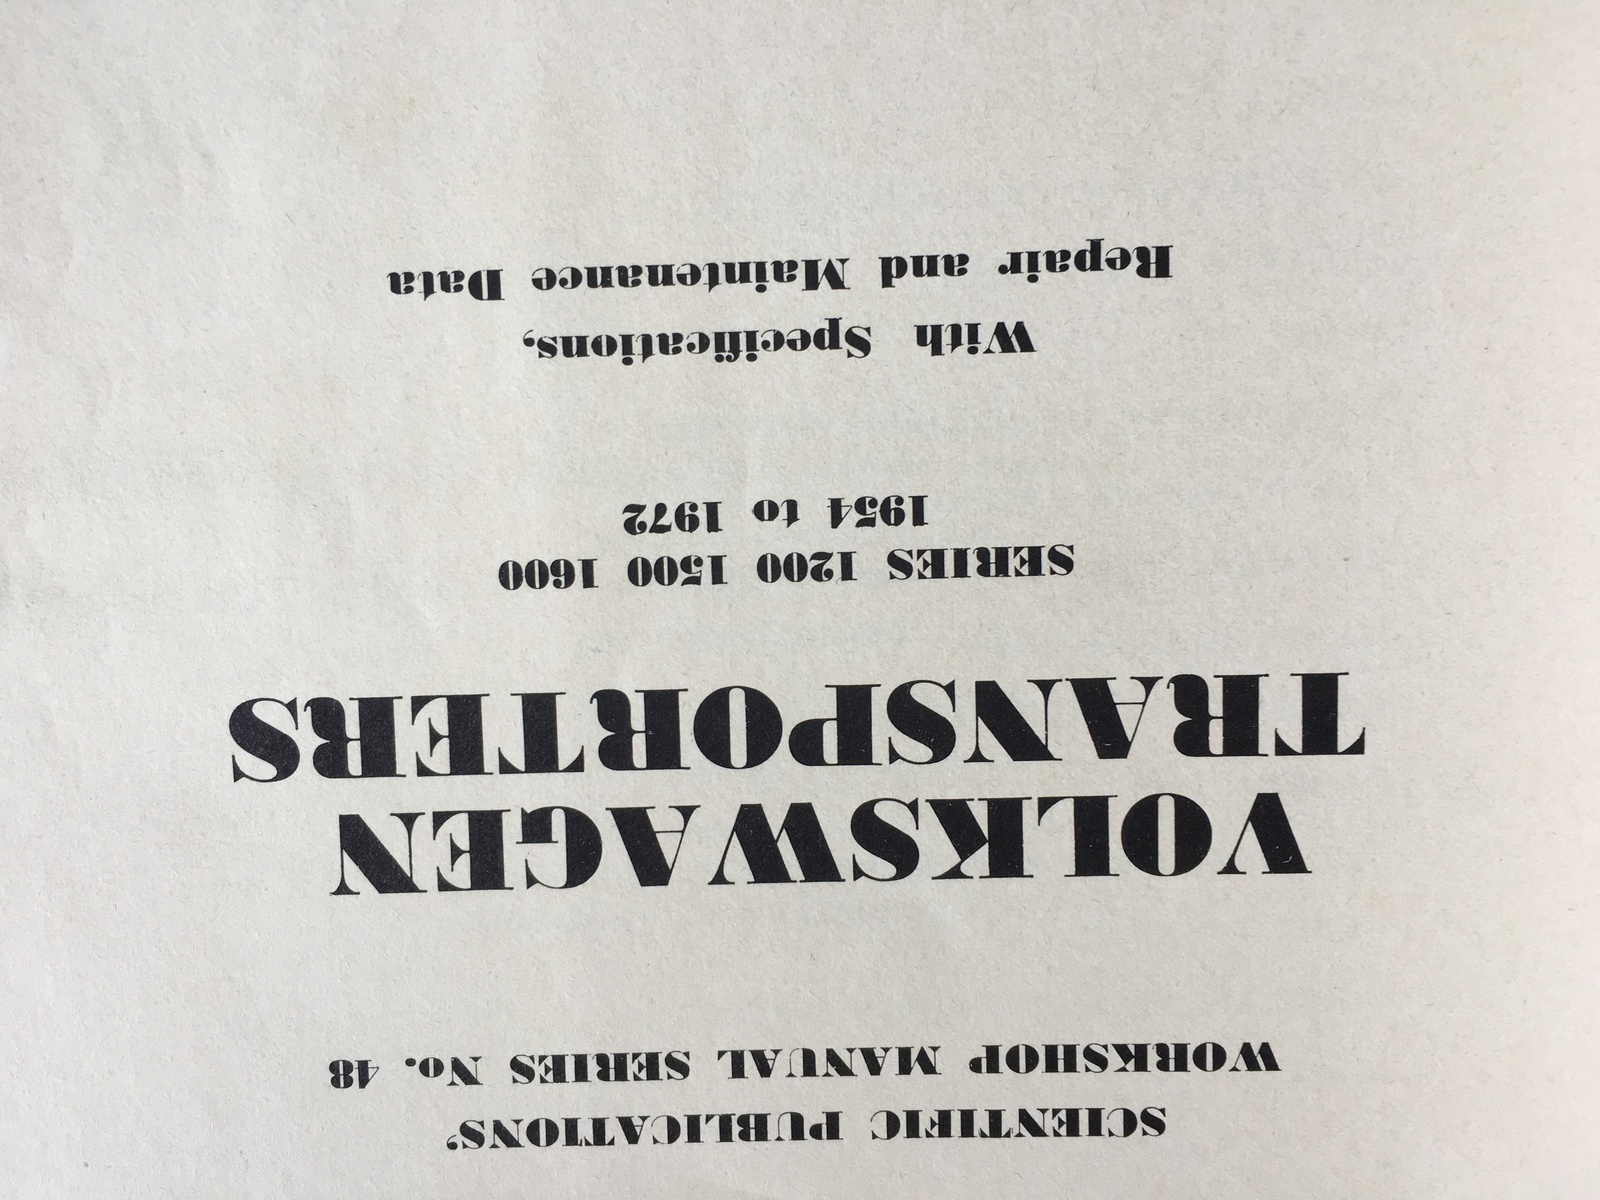 SCIENTIFIC PUBLICATIONS'
WORKSHOP MANUAL SERIES No. 48
VOLKSWAGEN
TRANSPORTERS
SERIES 1200 1500 1600
1954 to 1972
With Specifications,
Repair and Maintenance Data